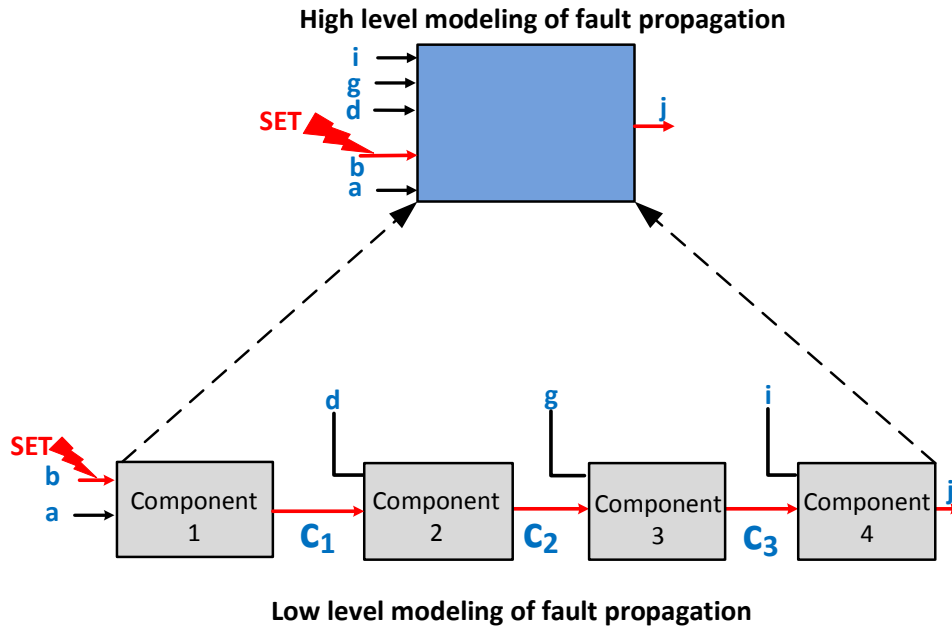 High level modeling of fault propagation
i
g
d
SET
b
a
j
d
g
i
SET
b
a
Component
1
c₁
Component
2
c₂
Component
3
c₃
Component
4
j
Low level modeling of fault propagation